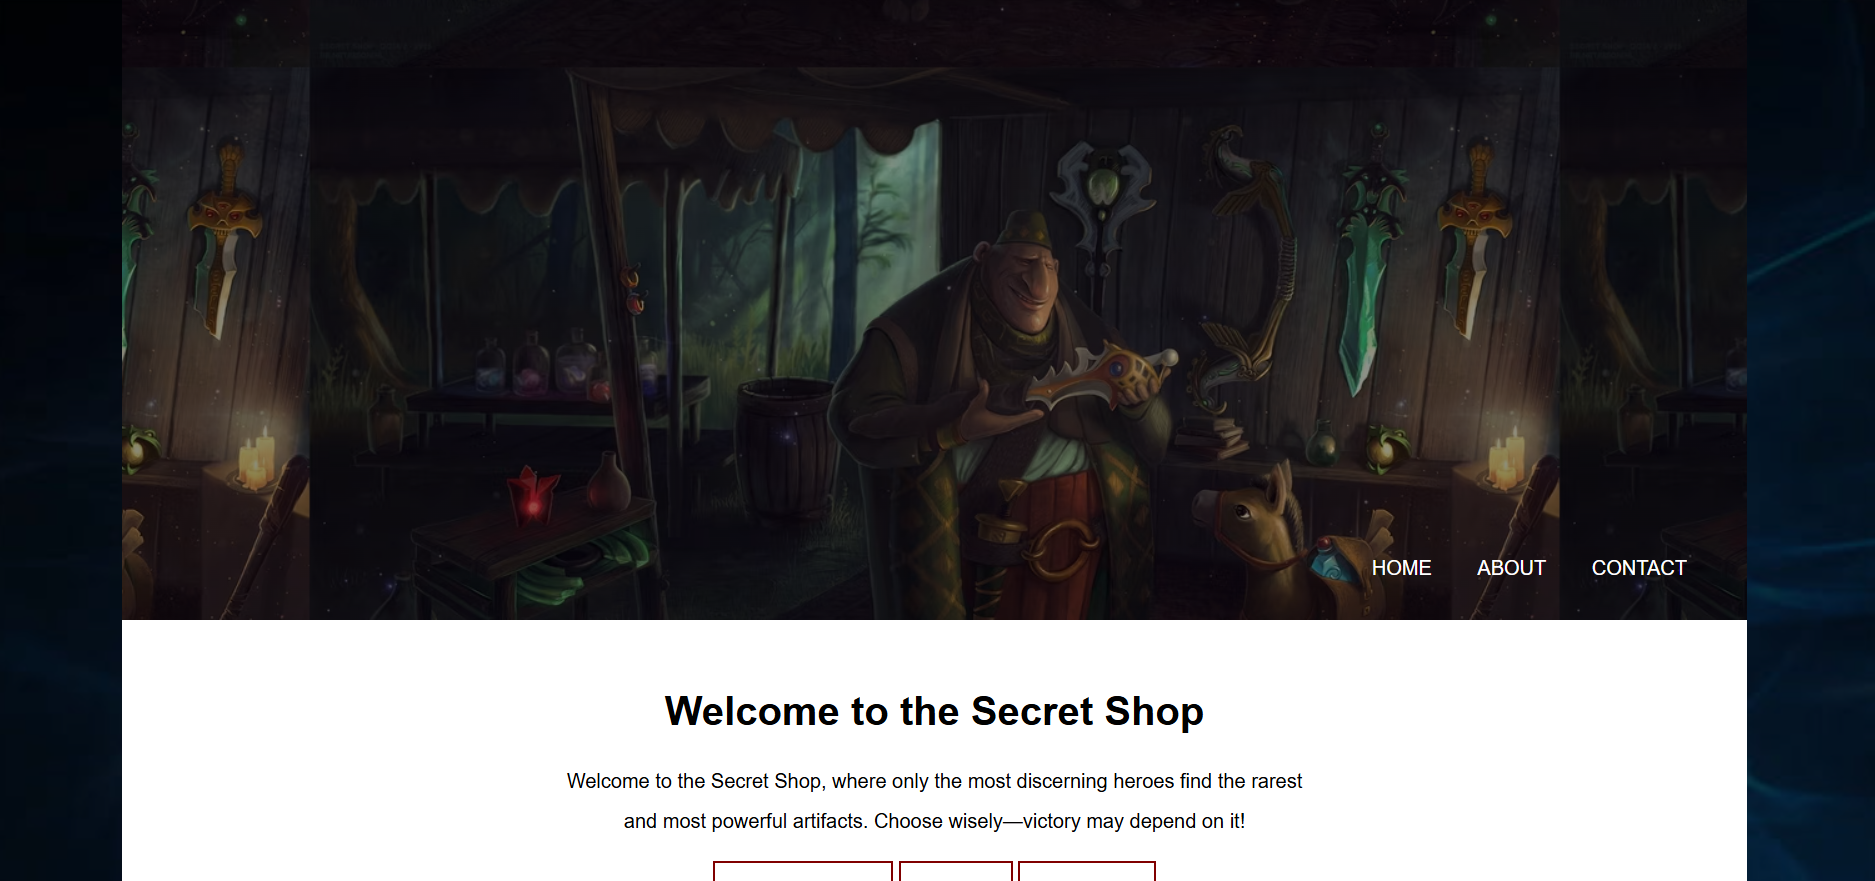 HOME ABOUT CONTACT
Welcome to the Secret Shop
Welcome to the Secret Shop, where only the most discerning heroes find the rarest
and most powerful artifacts. Choose wisely—victory may depend on it!